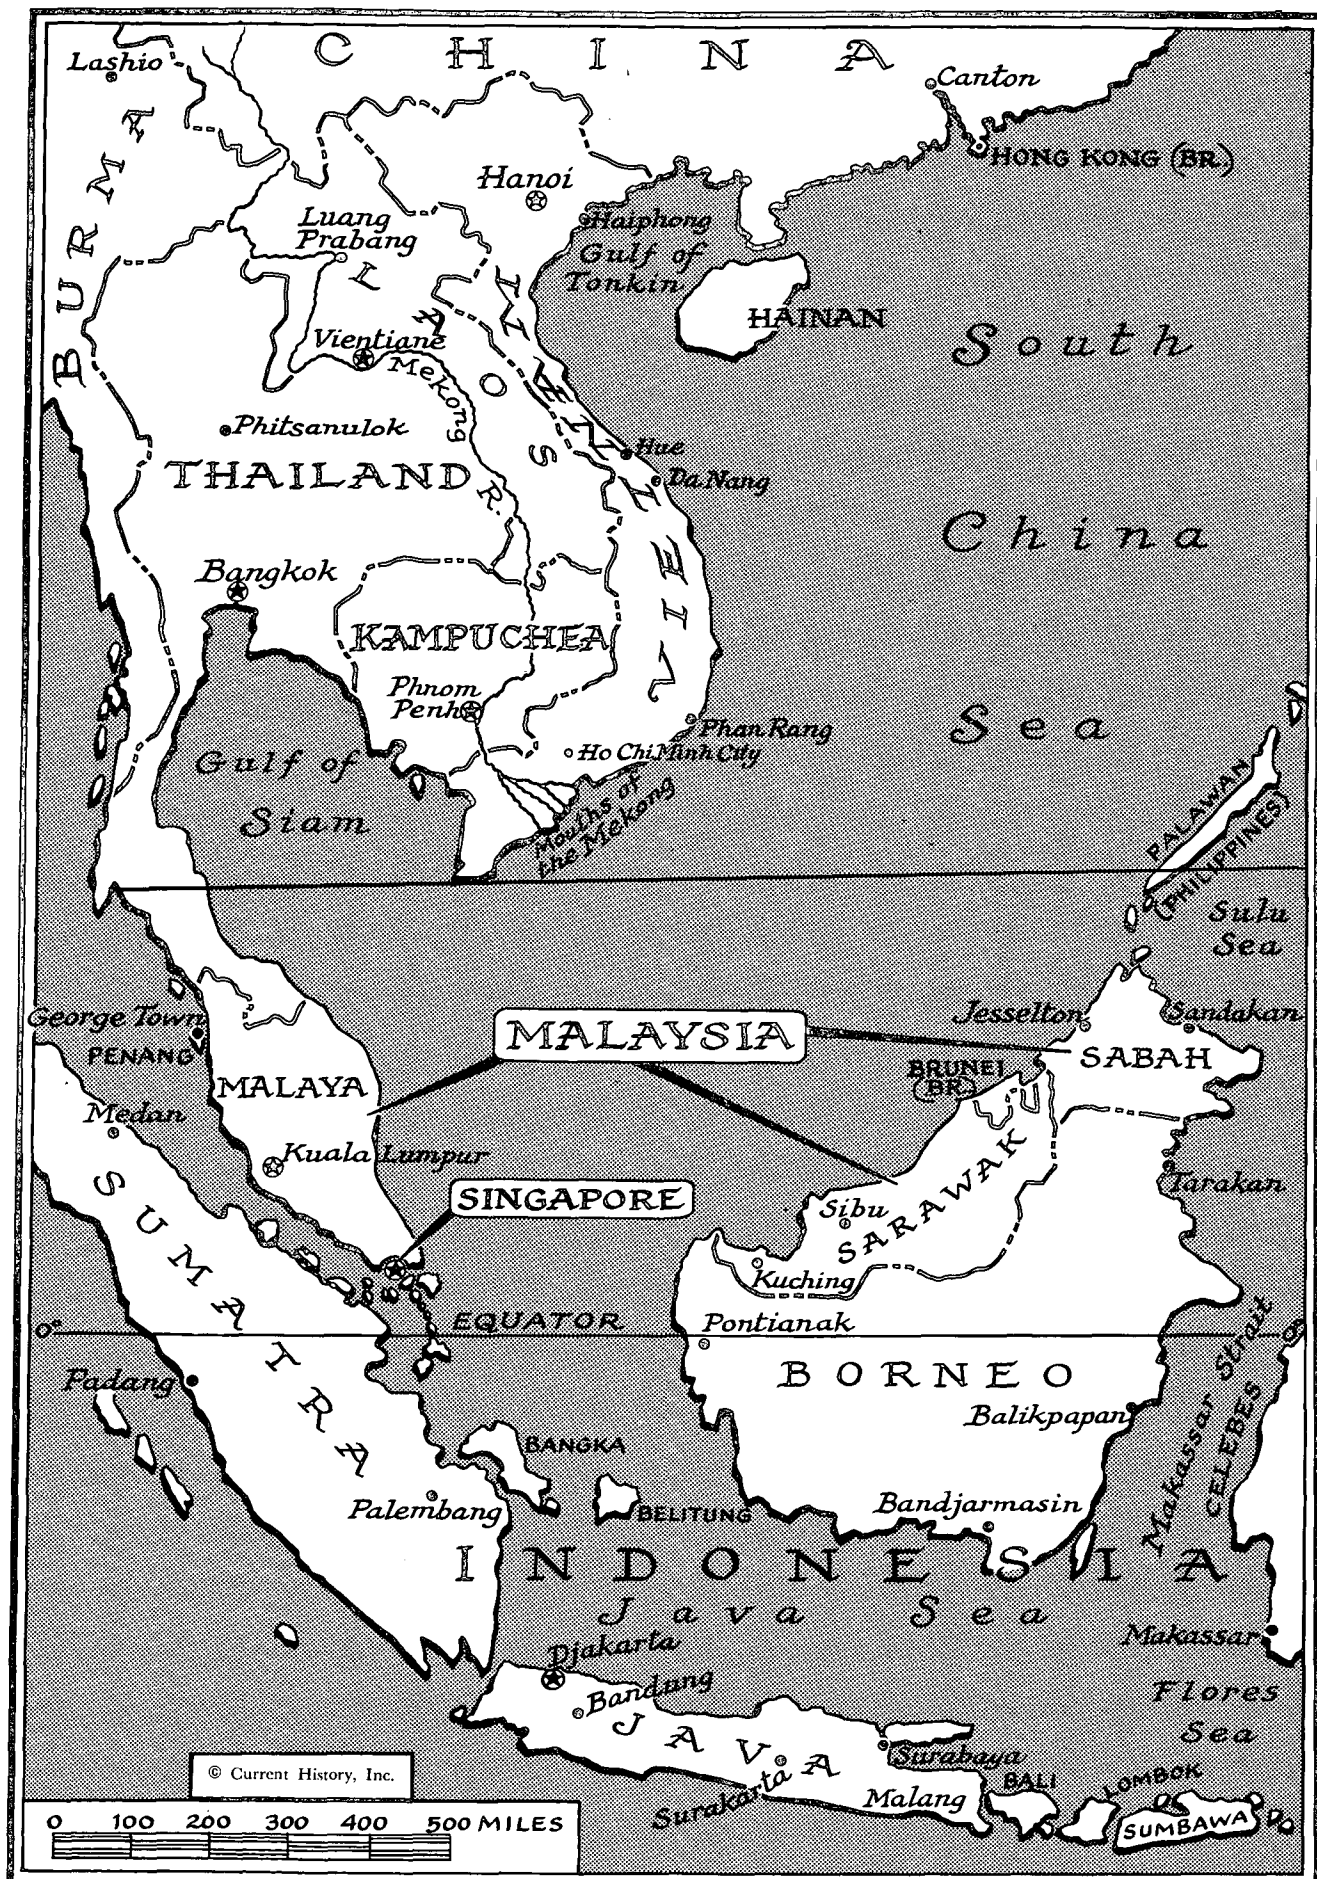 CHINA
Lashio
Canton
BURMA
HONG KONG (BR.)
Hanoi
Luang
Prabang
Haiphong
Gulf of
Tonkin
LAOS
HAINAN
South
Vientiane
Mekong R.
VIETNAM
Phitsanulok
Hue
THAILAND
Da Nang
China
Bangkok
KAMPUCHEA
Phnom
Penh
Phan Rang
Sea
Ho Chi Minh City
Gulf of
Siam
Mouths of
the Mekong
PALAWAN
(PHILIPPINES)
Sulu
Sea
George Town
PENANG
MALAYSIA
Jesselton
Sandakan
SABAH
BRUNEI
(BR.)
MALAYA
Medan
Kuala Lumpur
SARAWAK
Tarakan
SINGAPORE
Sibu
SUMATRA
Kuching
EQUATOR
0°
0°
Pontianak
Makassar Strait
Padang
BORNEO
Balikpapan
CELEBES
BANGKA
Palembang
BELITUNG
Bandjarmasin
INDONESIA
Java Sea
Makassar
Djakarta
Bandung
Flores
Sea
JAVA
Surabaya
Surakarta
Malang
BALI
LOMBOK
SUMBAWA
© Current History, Inc.
0 100 200 300 400 500 MILES